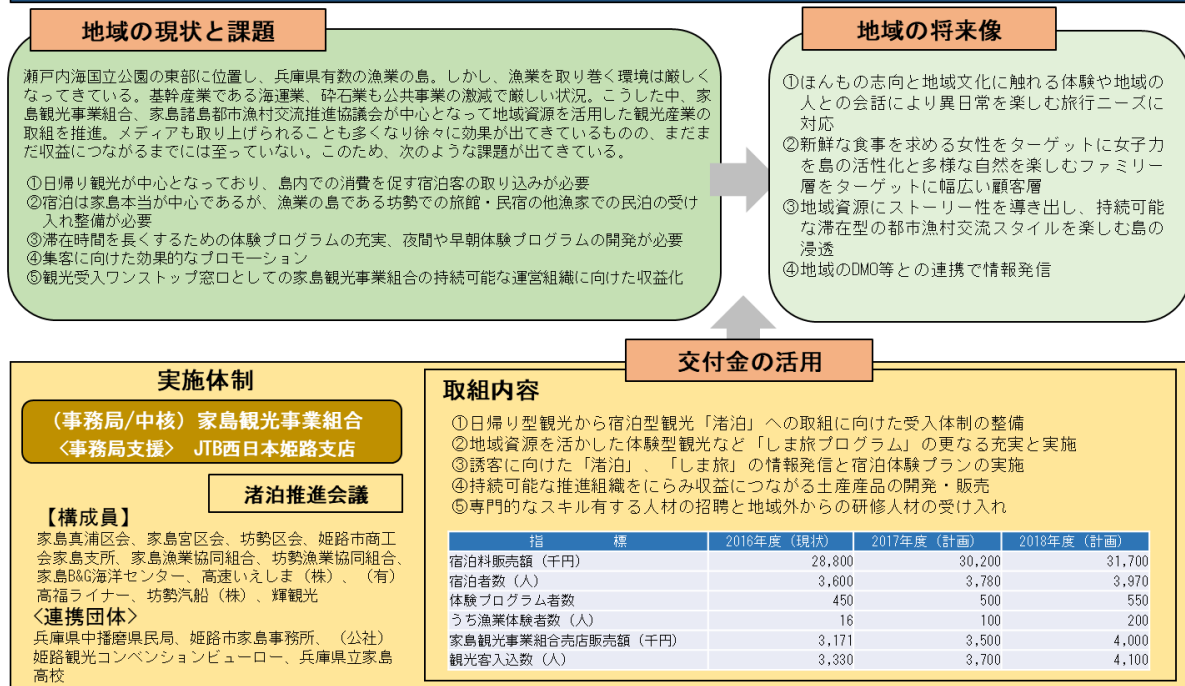 地域の現状と課題
瀬戸内海国立公園の東部に位置し、兵庫県有数の漁業の島。しかし、漁業を取り巻く環境は厳しく
なってきている。基幹産業である海運業、砕石業も公共事業の激減で厳しい状況。こうした中、家
島観光事業組合、家島諸島都市漁村交流推進協議会が中心となって地域資源を活用した観光産業の
取組を推進。メディアも取り上げられることも多くなり徐々に効果が出てきているものの、まだま
だ収益につながるまでには至っていない。このため、次のような課題が出てきている。
①日帰り観光が中心となっており、島内での消費を促す宿泊客の取り込みが必要
②宿泊は家島本当が中心であるが、漁業の島である坊勢での旅館・民宿の他漁家での民泊の受け
入れ整備が必要
③滞在時間を長くするための体験プログラムの充実、夜間や早朝体験プログラムの開発が必要
④集客に向けた効果的なプロモーション
⑤観光受入ワンストップ窓口としての家島観光事業組合の持続可能な運営組織に向けた収益化
地域の将来像
①ほんもの志向と地域文化に触れる体験や地域の
人との会話により異日常を楽しむ旅行ニーズに
対応
②新鮮な食事を求める女性をターゲットに女子力
を島の活性化と多様な自然を楽しむファミリー
層をターゲットに幅広い顧客層
③地域資源にストーリー性を導き出し、持続可能
な滞在型の都市漁村交流スタイルを楽しむ島の
浸透
④地域のDMO等との連携で情報発信
交付金の活用
実施体制
（事務局/中核）家島観光事業組合
＜事務局支援＞ JTB西日本姫路支店
渚泊推進会議
【構成員】
家島真浦区会、家島宮区会、坊勢区会、姫路市商工
会家島支所、家島漁業協同組合、坊勢漁業協同組合、
家島B&G海洋センター、高速いえしま（株）、（有）
高福ライナー、坊勢汽船（株）、輝観光
＜連携団体＞
兵庫県中播磨県民局、姫路市家島事務所、（公社）
姫路観光コンベンションビューロー、兵庫県立家島
高校
取組内容
①日帰り型観光から宿泊型観光「渚泊」への取組に向けた受入体制の整備
②地域資源を活かした体験型観光など「しま旅プログラム」の更なる充実と実施
③誘客に向けた「渚泊」、「しま旅」の情報発信と宿泊体験プランの実施
④持続可能な推進組織をにらみ収益につながる土産産品の開発・販売
⑤専門的なスキル有する人材の招聘と地域外からの研修人材の受け入れ
指 標 2016年度（現状） 2017年度（計画） 2018年度（計画）
宿泊料販売額（千円） 28,800 30,200 31,700
宿泊者数（人） 3,600 3,780 3,970
体験プログラム者数 450 500 550
うち漁業体験者数（人） 16 100 200
家島観光事業組合売店販売額（千円） 3,171 3,500 4,000
観光客入込数（人） 3,330 3,700 4,100